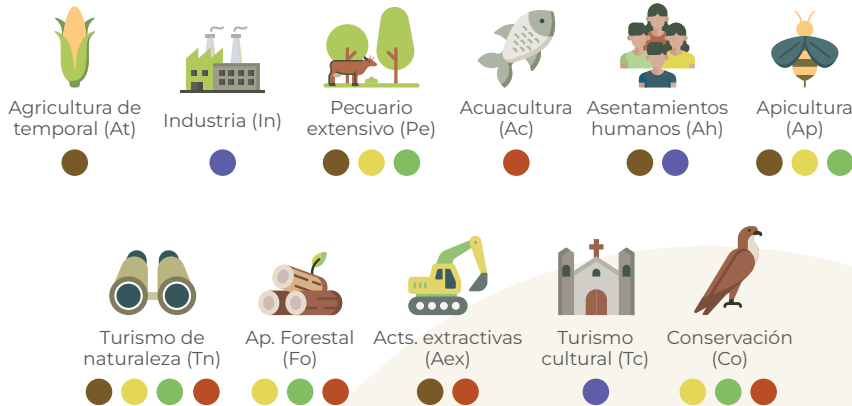 Agricultura de
temporal (At)
Industria (In)
Pecuario
extensivo (Pe)
Acuacultura
(Ac)
Asentamientos
humanos (Ah)
Apicultura
(Ap)
Turismo de
naturaleza (Tn)
Ap. Forestal
(Fo)
Acts. extractivas
(Aex)
Turismo
cultural (Tc)
Conservación
(Co)